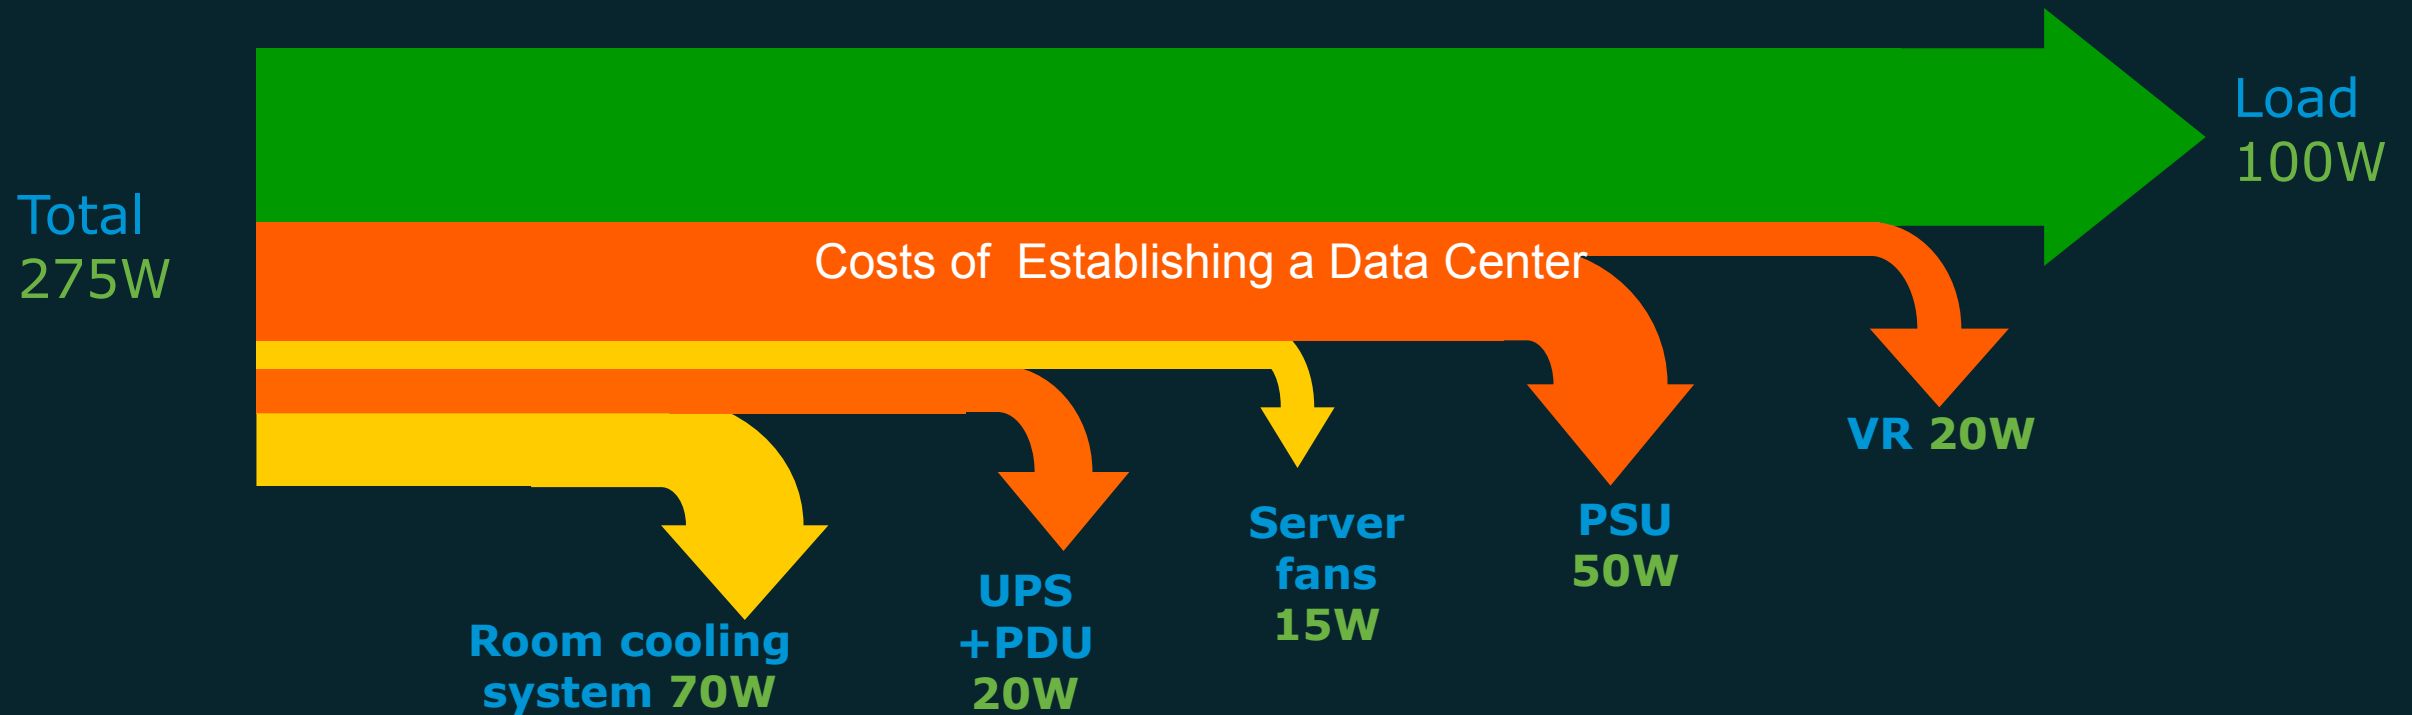 Total
275W
Costs of  Establishing a Data Center
Load
100W
Room cooling
system 70W
UPS
+PDU
20W
Server
fans
15W
PSU
50W
VR 20W